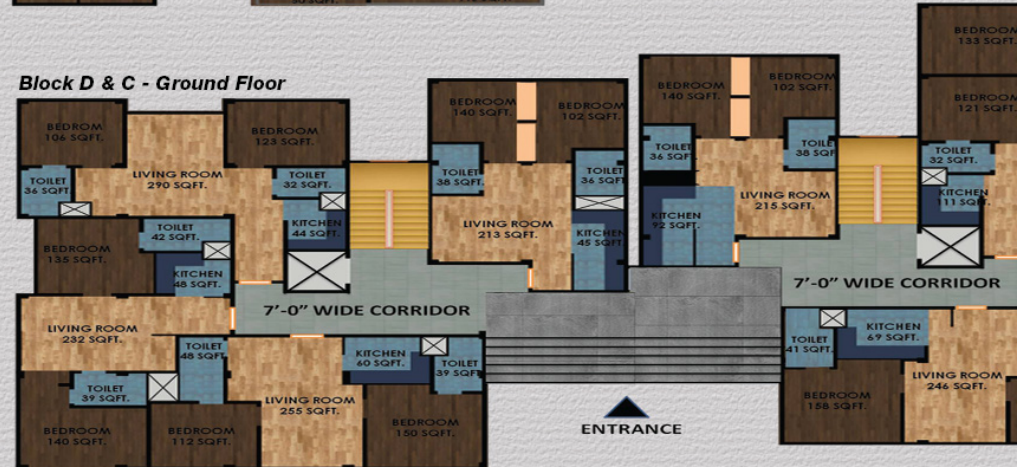 50 SQFT.
Block D & C - Ground Floor
BEDROOM
106 SQFT.
BEDROOM
123 SQFT.
LIVING ROOM
290 SQFT.
TOILET
36 SQFT.
TOILET
32 SQFT.
KITCHEN
44 SQFT.
TOILET
42 SQFT.
BEDROOM
135 SQFT.
KITCHEN
48 SQFT.
LIVING ROOM
232 SQFT.
TOILET
48 SQFT.
TOILET
39 SQFT.
BEDROOM
140 SQFT.
BEDROOM
112 SQFT.
LIVING ROOM
255 SQFT.
KITCHEN
60 SQFT.
TOILET
39 SQFT.
BEDROOM
150 SQFT.
7'-0" WIDE CORRIDOR
BEDROOM
140 SQFT.
BEDROOM
102 SQFT.
TOILET
38 SQFT.
TOILET
36 SQFT.
LIVING ROOM
213 SQFT.
KITCHEN
45 SQFT.
ENTRANCE
BEDROOM
140 SQFT.
BEDROOM
102 SQFT.
TOILET
36 SQFT.
TOILET
38 SQF
LIVING ROOM
215 SQFT.
KITCHEN
92 SQFT.
BEDROOM
133 SQFT.
BEDROOM
121 SQFT.
TOILET
32 SQFT.
KITCHEN
111 SQFT.
7'-0" WIDE CORRIDOR
TOILET
41 SQFT.
KITCHEN
69 SQFT.
LIVING ROOM
246 SQFT.
BEDROOM
158 SQFT.